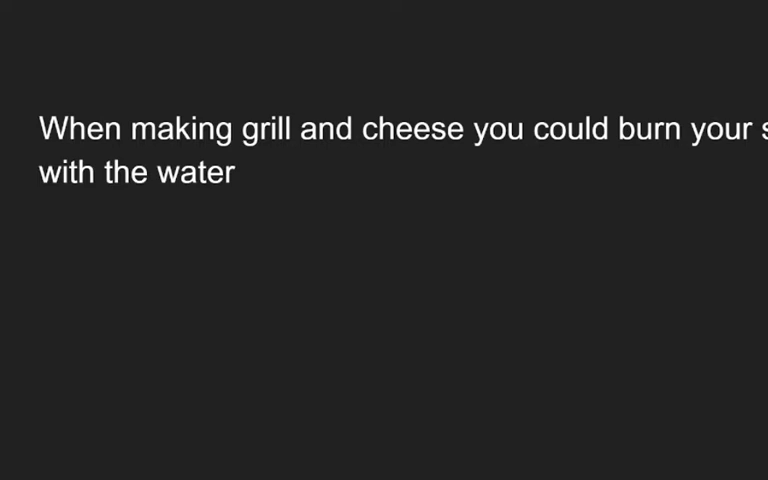 When making grill and cheese you could burn your
with the water